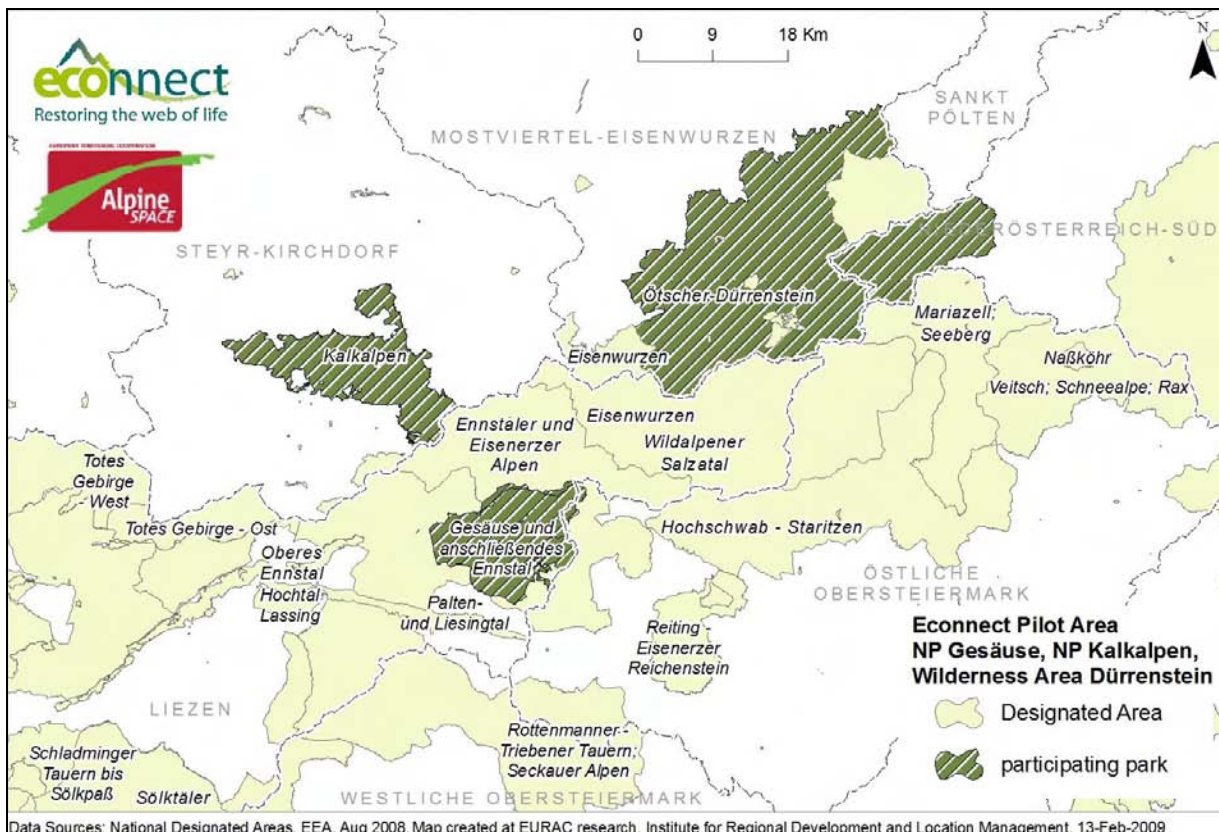 econnect
Restoring the web of life
Alpine
SPACE
0 9 18 Km
N
SANKT
PÖLTEN
MOSTVIERTEL-EISENWURZEN
STEYR-KIRCHDORF
NIEDERÖSTERREICH-SÜD
Ötscher-Dürrenstein
Mariazell;
Seeberg
Kalkalpen
Eisenwurzen
Naßköhr
Veitsch; Schneealpe; Rax
Ennstaler und
Eisenerzer
Alpen
Eisenwurzen
Wildalpener
Salzatal
Totes
Gebirge
- West
Totes Gebirge - Ost
Gesäuse und
anschließendes
Ennstal
Hochschwab - Staritzen
Oberes
Ennstal
Hochtal
Lassing
ÖSTLICHE
OBERSTEIERMARK
Palten-
und Liesingtal
Reiting -
Eisenerzer
Reichenstein
LIEZEN
Rottenmanner -
Triebener Tauern;
Seckauer Alpen
Schladminger
Tauern bis
Sölkpaß
Sölktäler
WESTLICHE OBERSTEIERMARK
Econnect Pilot Area
NP Gesäuse, NP Kalkalpen,
Wilderness Area Dürrenstein
Designated Area
participating park
Data Sources: National Designated Areas, EEA, Aug 2008. Map created at EURAC research, Institute for Regional Development and Location Management, 13-Feb-2009